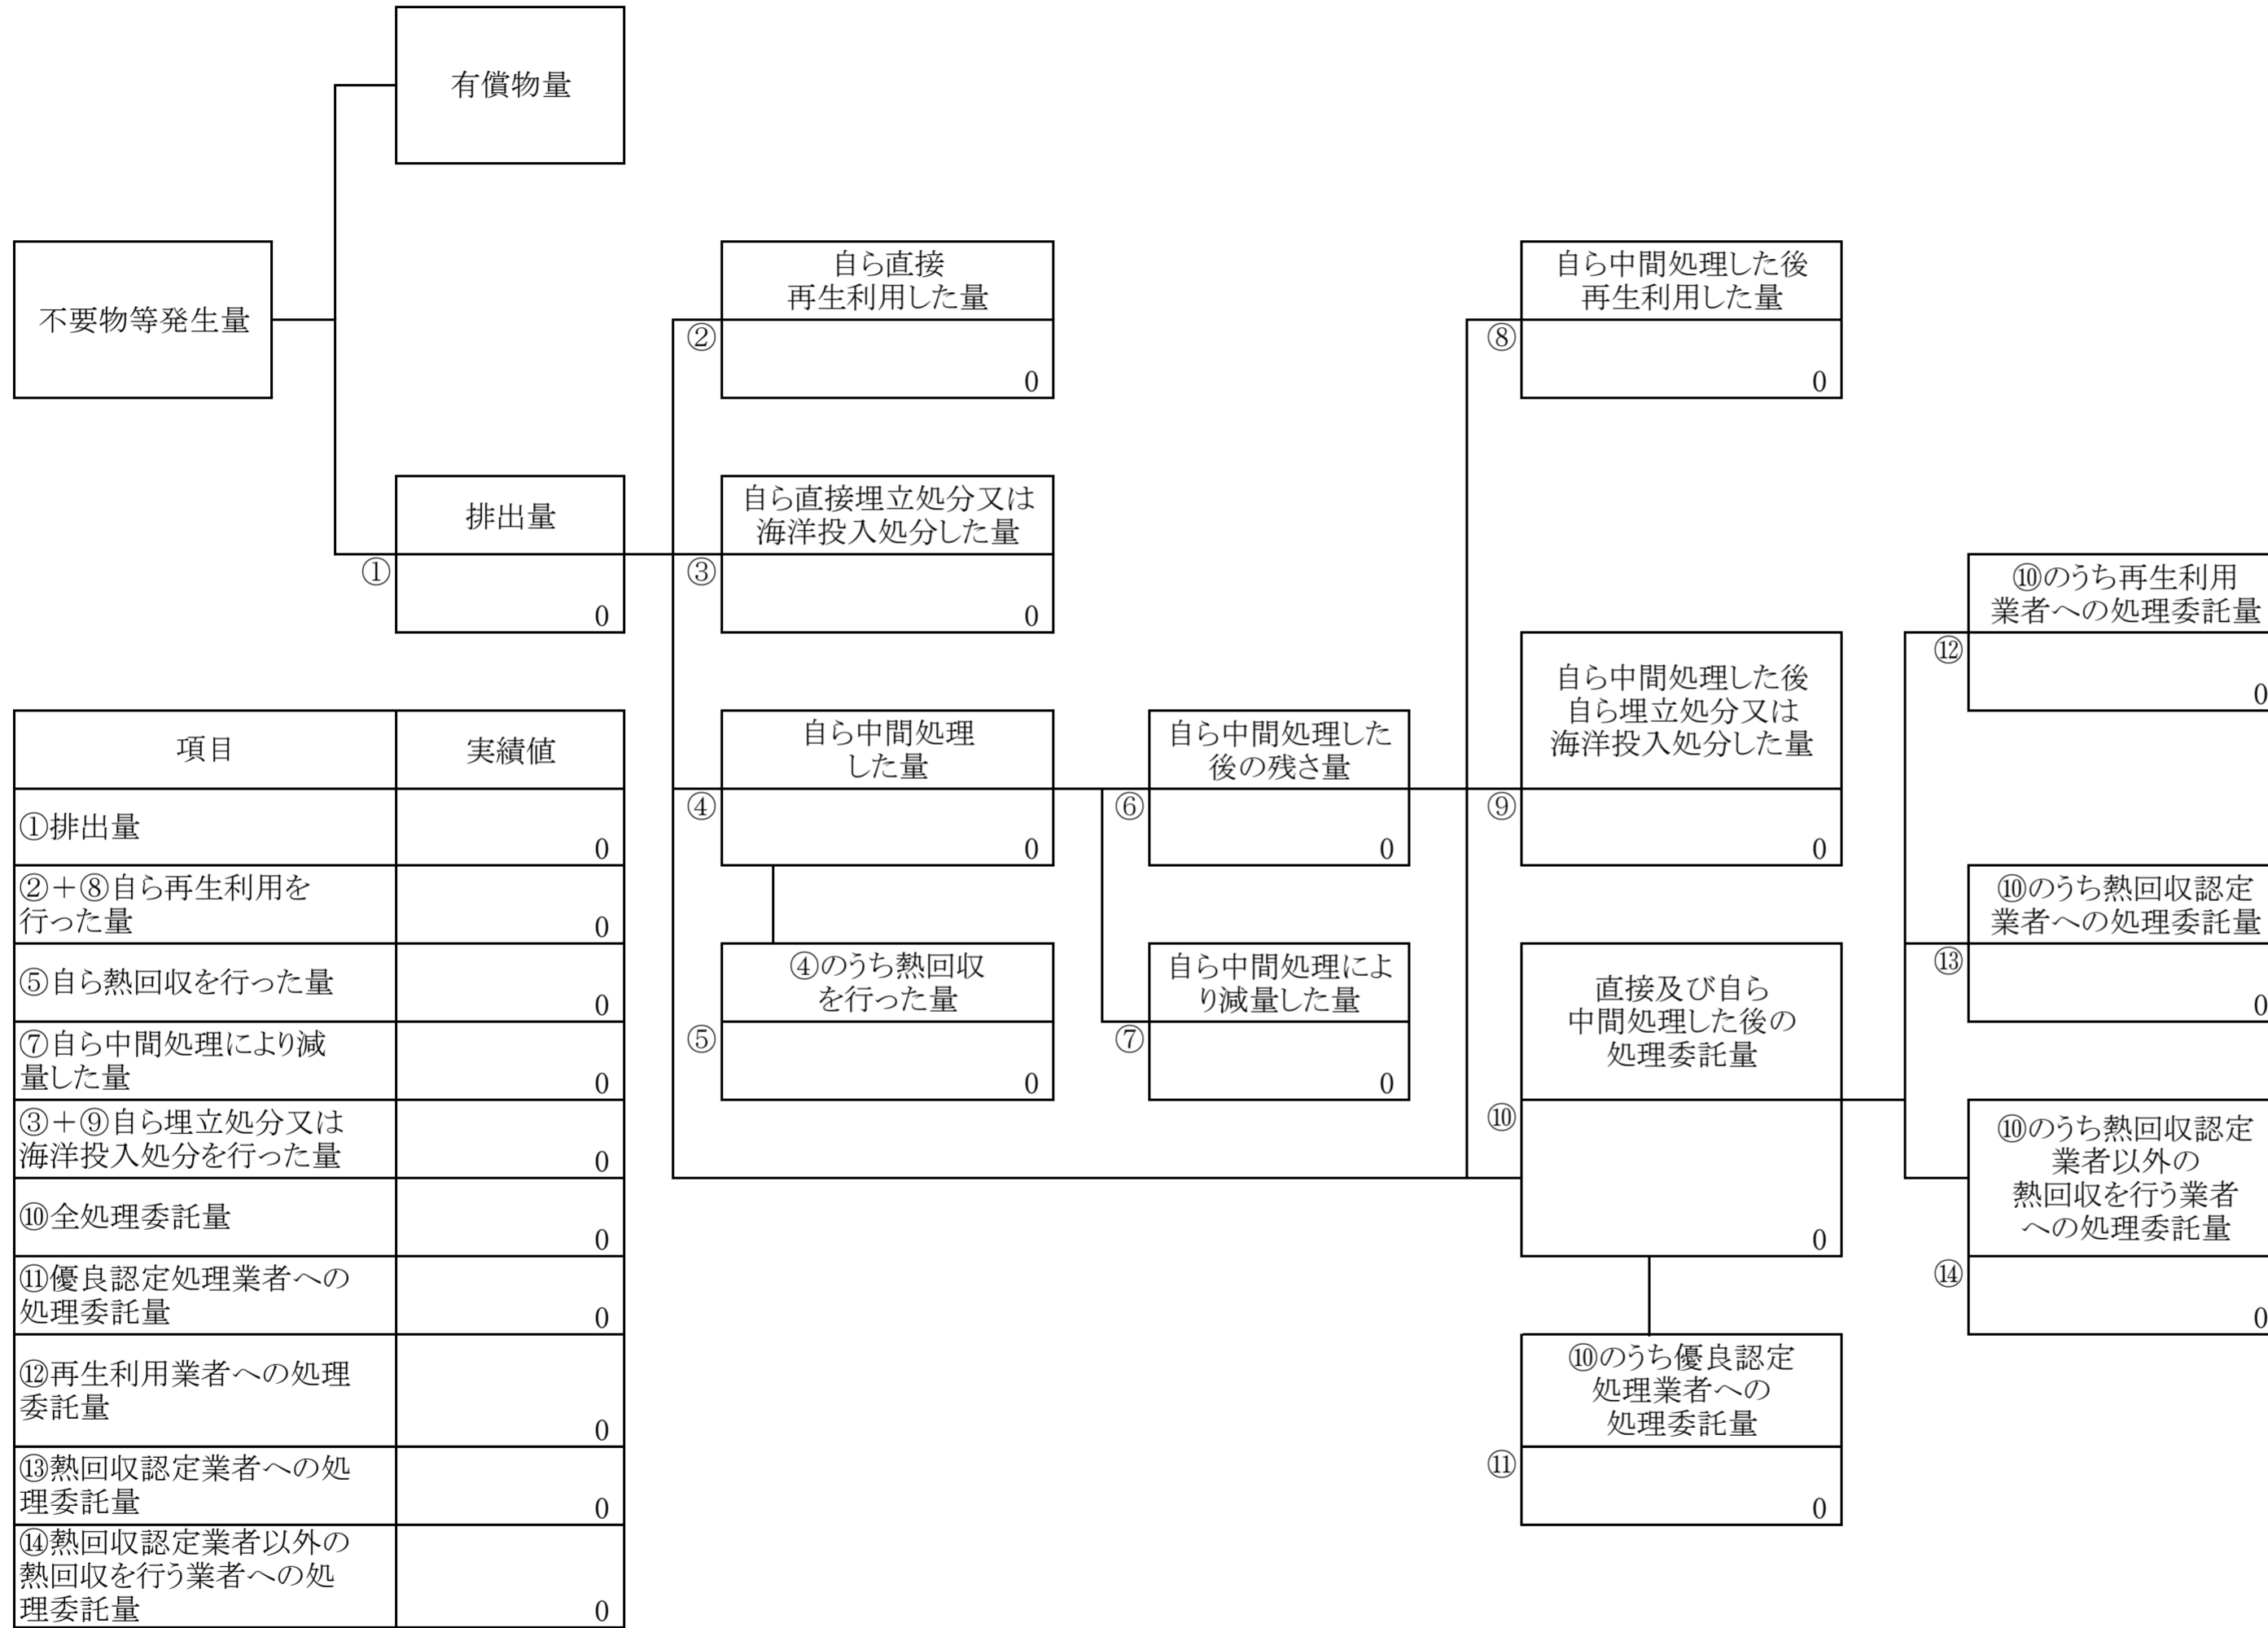 有償物量
不要物等発生量
排出量
①
0
自ら直接
再生利用した量
②
0
自ら直接埋立処分又は
海洋投入処分した量
③
0
自ら中間処理
した量
④
0
④のうち熱回収
を行った量
⑤
0
自ら中間処理した
後の残さ量
⑥
0
自ら中間処理によ
り減量した量
⑦
0
自ら中間処理した後
再生利用した量
⑧
0
自ら中間処理した後
自ら埋立処分又は
海洋投入処分した量
⑨
0
直接及び自ら
中間処理した後の
処理委託量
⑩
0
⑩のうち優良認定
処理業者への
処理委託量
⑪
0
⑩のうち再生利用
業者への処理委託量
⑫
0
⑩のうち熱回収認定
業者への処理委託量
⑬
0
⑩のうち熱回収認定
業者以外の
熱回収を行う業者
への処理委託量
⑭
0
項目 実績値
①排出量
0
②+⑧自ら再生利用を
行った量
0
⑤自ら熱回収を行った量
0
⑦自ら中間処理により減
量した量
0
③+⑨自ら埋立処分又は
海洋投入処分を行った量
0
⑩全処理委託量
0
⑪優良認定処理業者への
処理委託量
0
⑫再生利用業者への処理
委託量
0
⑬熱回収認定業者への処
理委託量
0
⑭熱回収認定業者以外の
熱回収を行う業者への処
理委託量
0